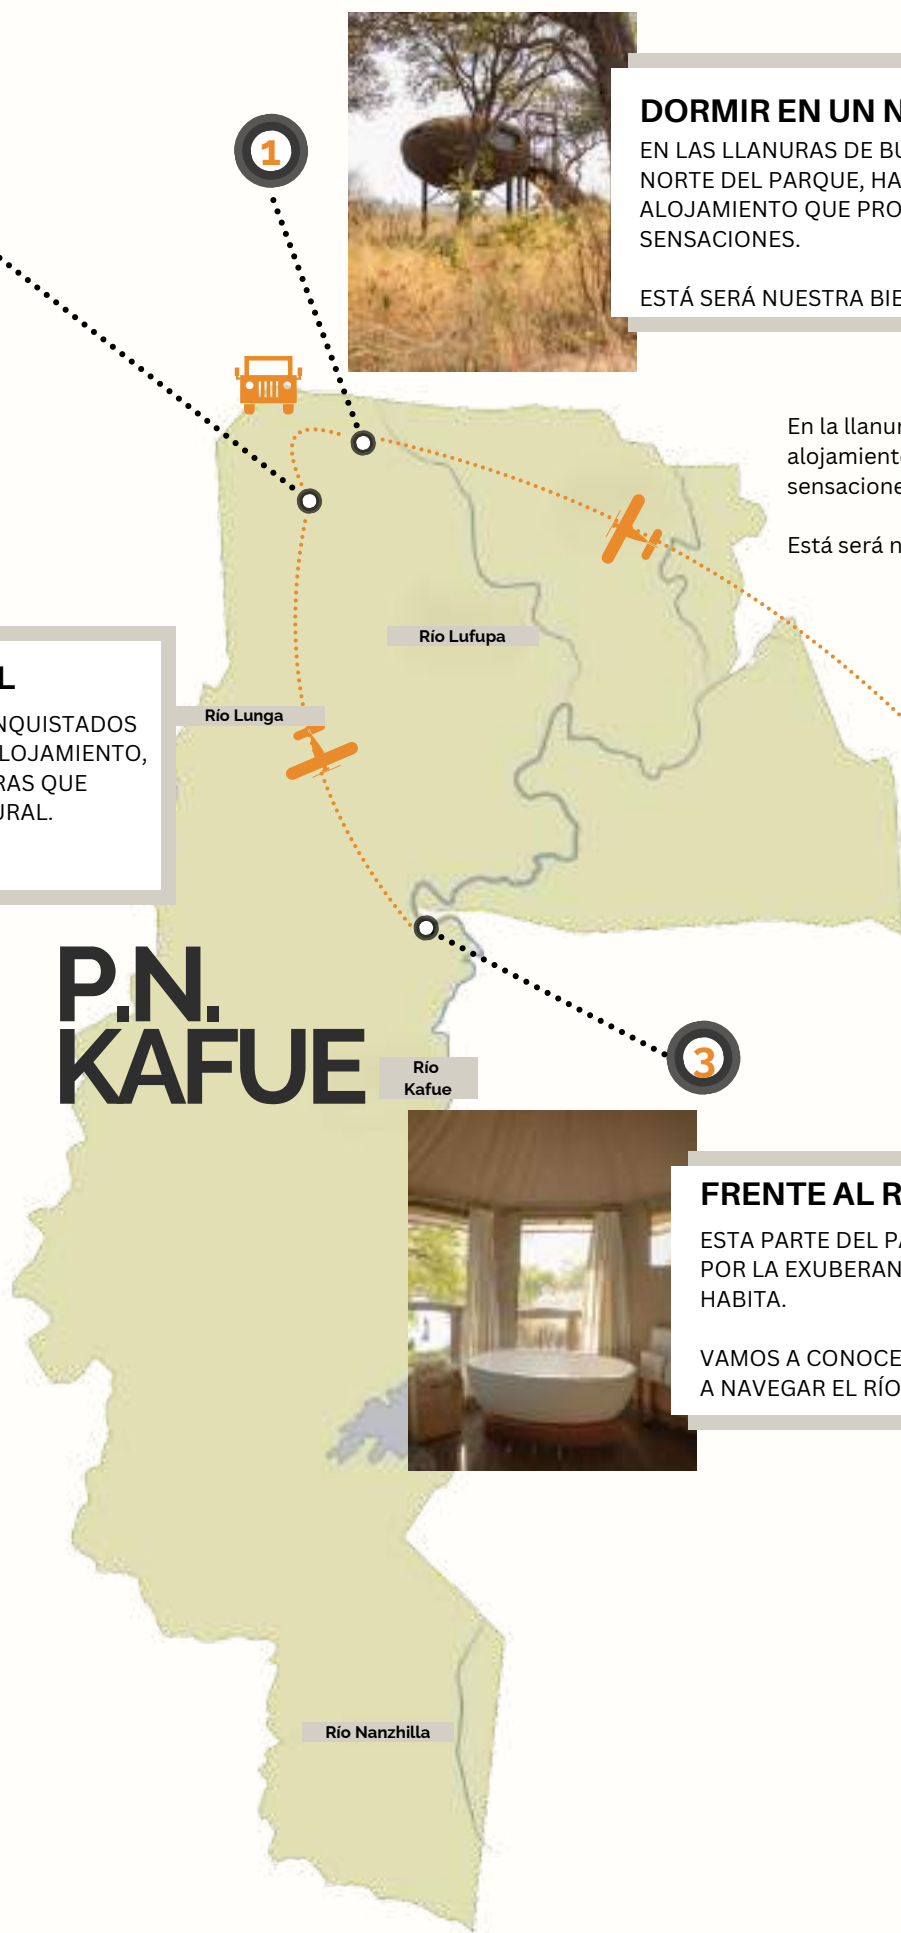 1
DORMIR EN UN N
EN LAS LLANURAS DE BU
NORTE DEL PARQUE, HA
ALOJAMIENTO QUE PRO
SENSACIONES.
ESTÁ SERÁ NUESTRA BIE
En la llanur
alojamiento
sensacione
Está será n
Río Lufupa
L
NQUISTADOS
LOJAMIENTO,
RAS QUE
URAL.
Río Lunga
P.N.
KAFUE
Río
Kafue
3
FRENTE AL R
ESTA PARTE DEL PA
POR LA EXUBERAN
HABITA.
VAMOS A CONOCE
A NAVEGAR EL RÍO
Río Nanzhilla